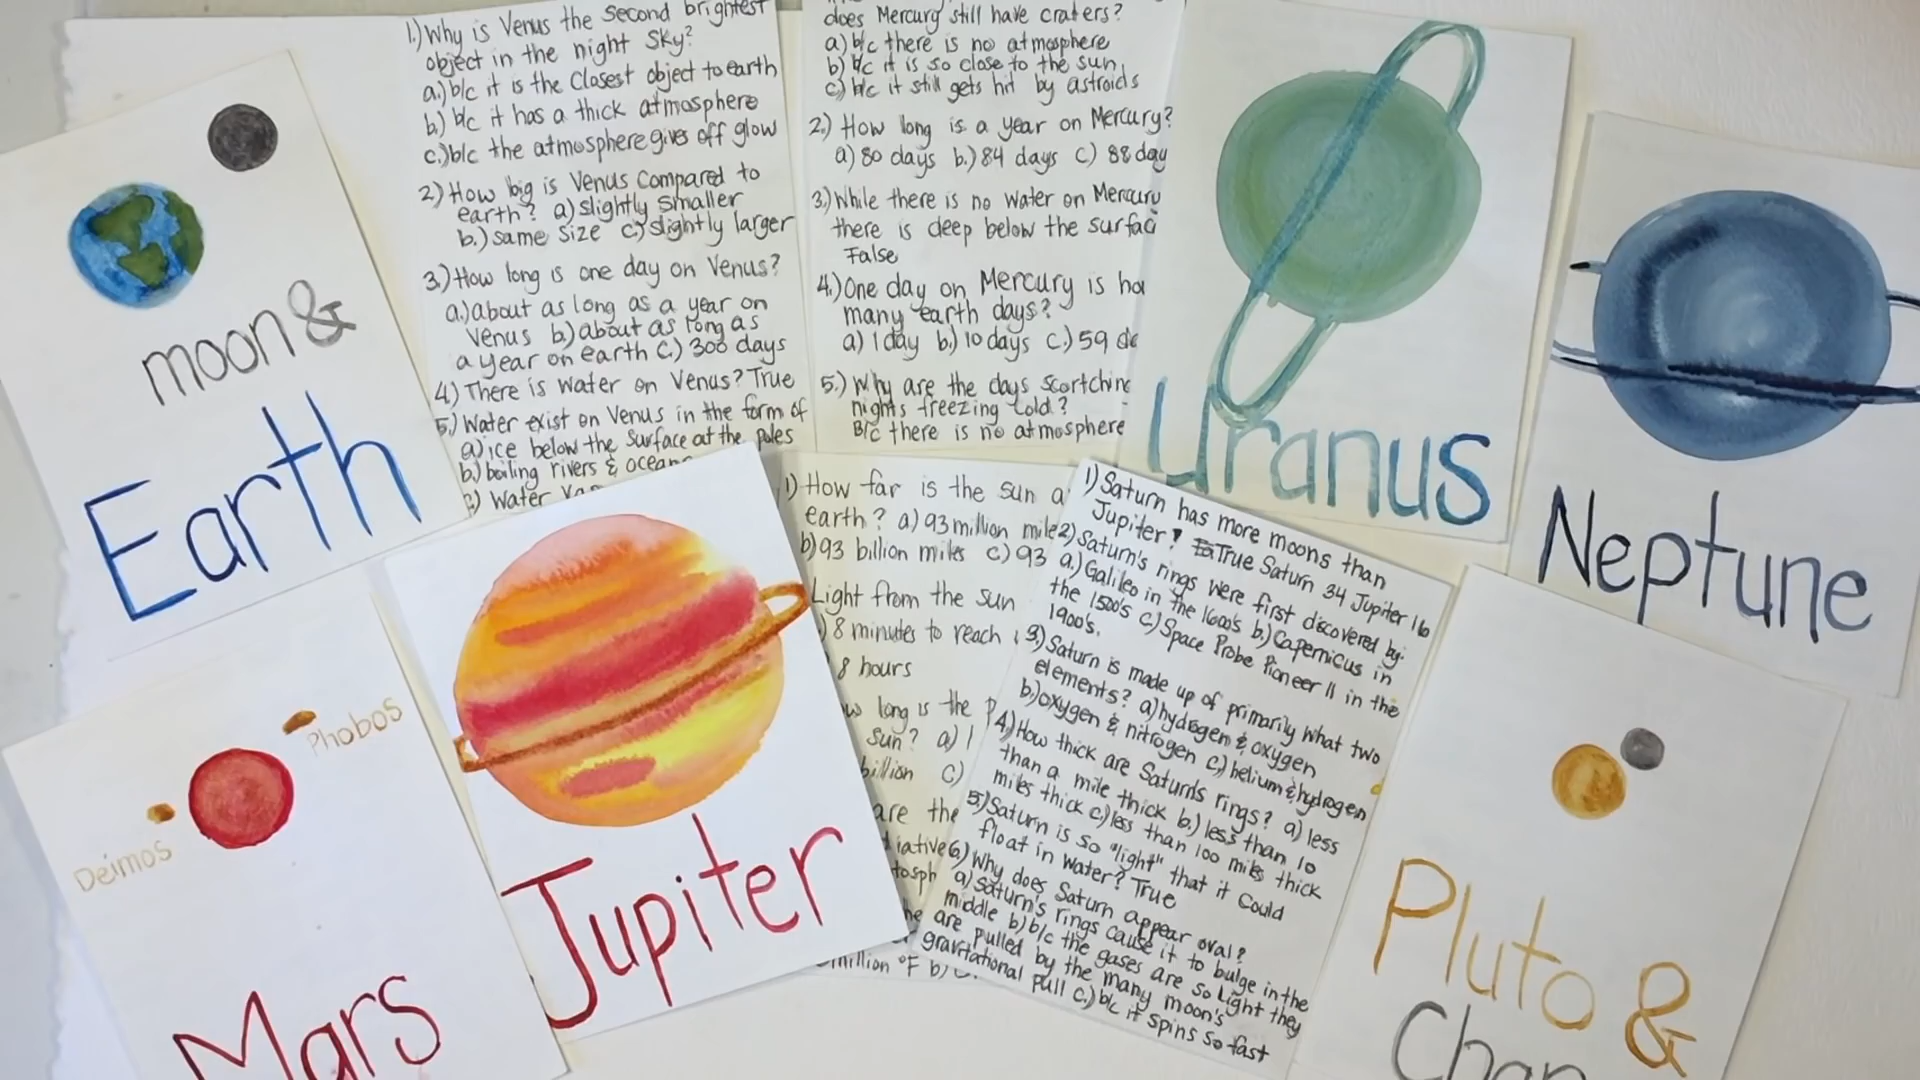 moon &
Earth
1.) Why is Venus the Second brightest
object in the night Sky?
a.) b/c it is the Closest object to earth
b.) b/c it has a thick atmosphere
c.) b/c the atmosphere gives off glow
2.) How big is Venus Compared to
earth? a) slightly smaller
b.) same size c) slightly larger
3.) How long is one day on Venus?
a.) about as long as a year on
Venus b) about as long as
a year on earth C.) 300 days
4.) There is water on Venus? True
5.) Water exist on Venus in the form of
a) ice below the surface at the poles
b.) boiling rivers &
c) Water
does Mercury still have craters?
a) b/c there is no atmosphere
b) b/c it is so close to the sun
c) b/c it still gets hit by astroids
2.) How long is a year on Mercury?
a) 80 days b.) 84 days c) 88 day
3.) While there is no water on Mercury
there is deep below the surfac
False
4.) One day on Mercury is ho
many earth days?
a) 1 day b.) 10 days c.) 59 d
5.) Why are the days scortching
nights freezing cold?
B/c there is no atmosphere
Uranus
Neptune
Deimos
Phobos
Mars
Jupiter
1) How far is the sun
earth? a) 93 million mile
b) 93 billion miles c) 93
Light from the sun
8 minutes to reach
8 hours
long is the
sun? a) 1
billion c)
are the
million °F b)
1) Saturn has more moons than
Jupiter? True Saturn 34 Jupiter 16
2) Saturn's rings were first discovered by:
a.) Galileo in the 1600's b.) Capernicus in
the 1500's c) Space Probe Pioneer 11 in the
1900's.
3.) Saturn is made up of primarily what two
elements? a) hydrogen & oxygen
b.) oxygen & nitrogen c) helium & hydrogen
4.) How thick are Saturn's rings? a) less
than a mile thick b.) less than 10
miles thick c.) less than 100 miles thick
5.) Saturn is so "light" that it Could
float in water? True
6.) Why does Saturn appear oval?
a) Saturn's rings cause it to bulge in the
middle b) b/c the gases are so light they
are pulled by the many moon's
gravitational pull c.) b/c it spins so fast
Pluto &